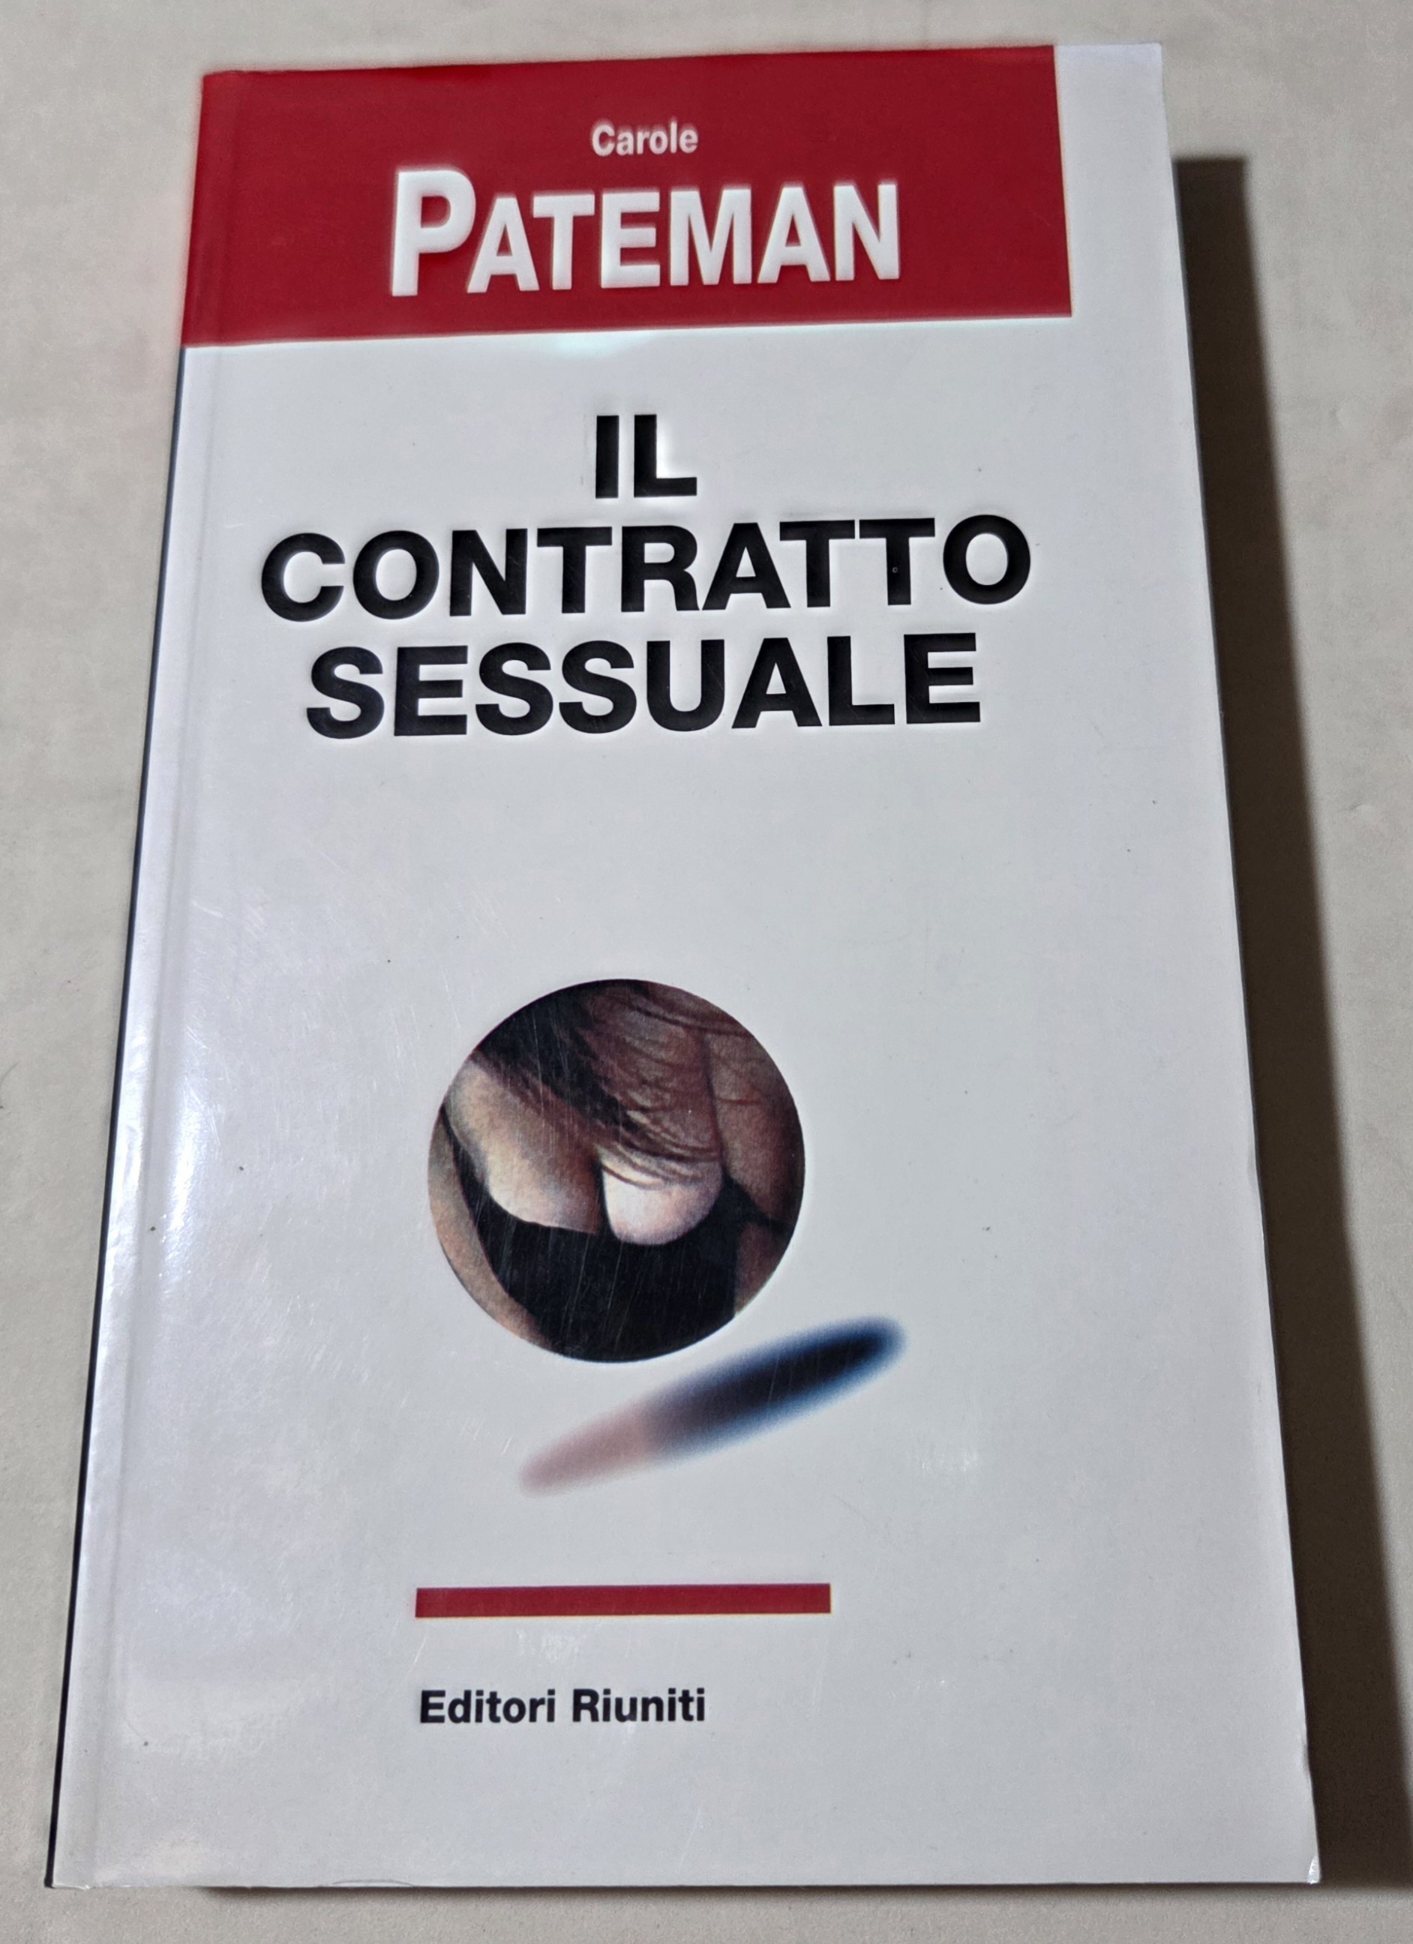 Carole
PATEMAN
IL
CONTRATTO
SESSUALE
Editori Riuniti